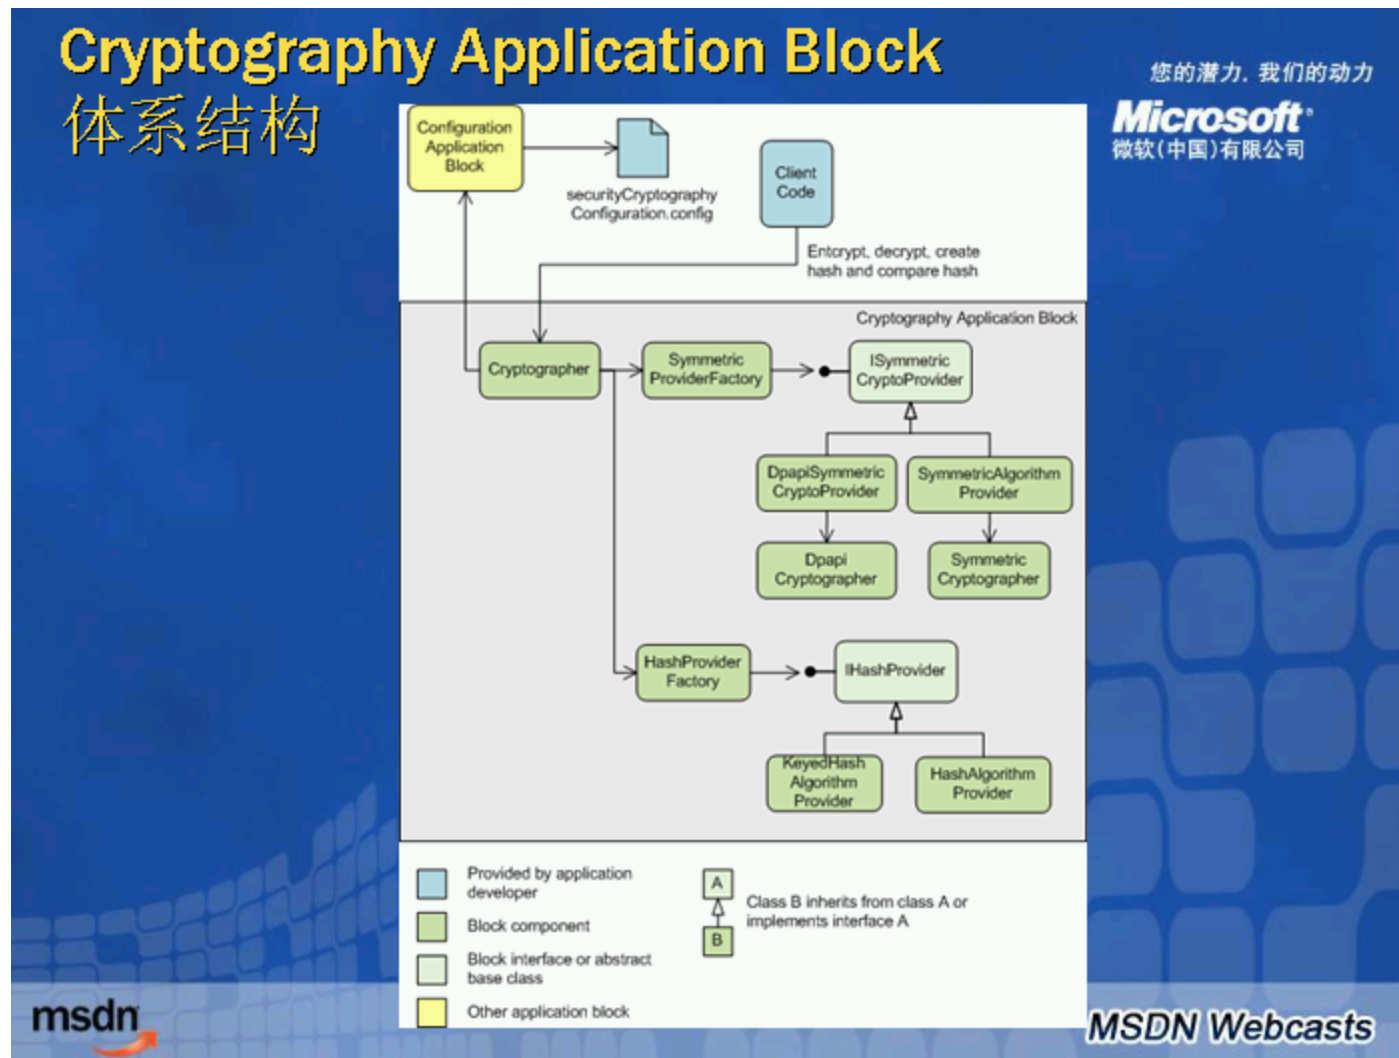 Cryptography Application Block
体系结构
您的潜力. 我们的动力
Microsoft
微软(中国)有限公司
Configuration
Application
Block
securityCryptography
Configuration.config
Client
Code
Entcrypt, decrypt, create
hash and compare hash
Cryptography Application Block
Cryptographer
Symmetric
ProviderFactory
ISymmetric
CryptoProvider
DpapiSymmetric
CryptoProvider
SymmetricAlgorithm
Provider
Dpapi
Cryptographer
Symmetric
Cryptographer
HashProvider
Factory
IHashProvider
KeyedHash
Algorithm
Provider
HashAlgorithm
Provider
Provided by application
developer
Block component
Block interface or abstract
base class
Other application block
A
B
Class B inherits from class A or
implements interface A
msdn
MSDN Webcasts